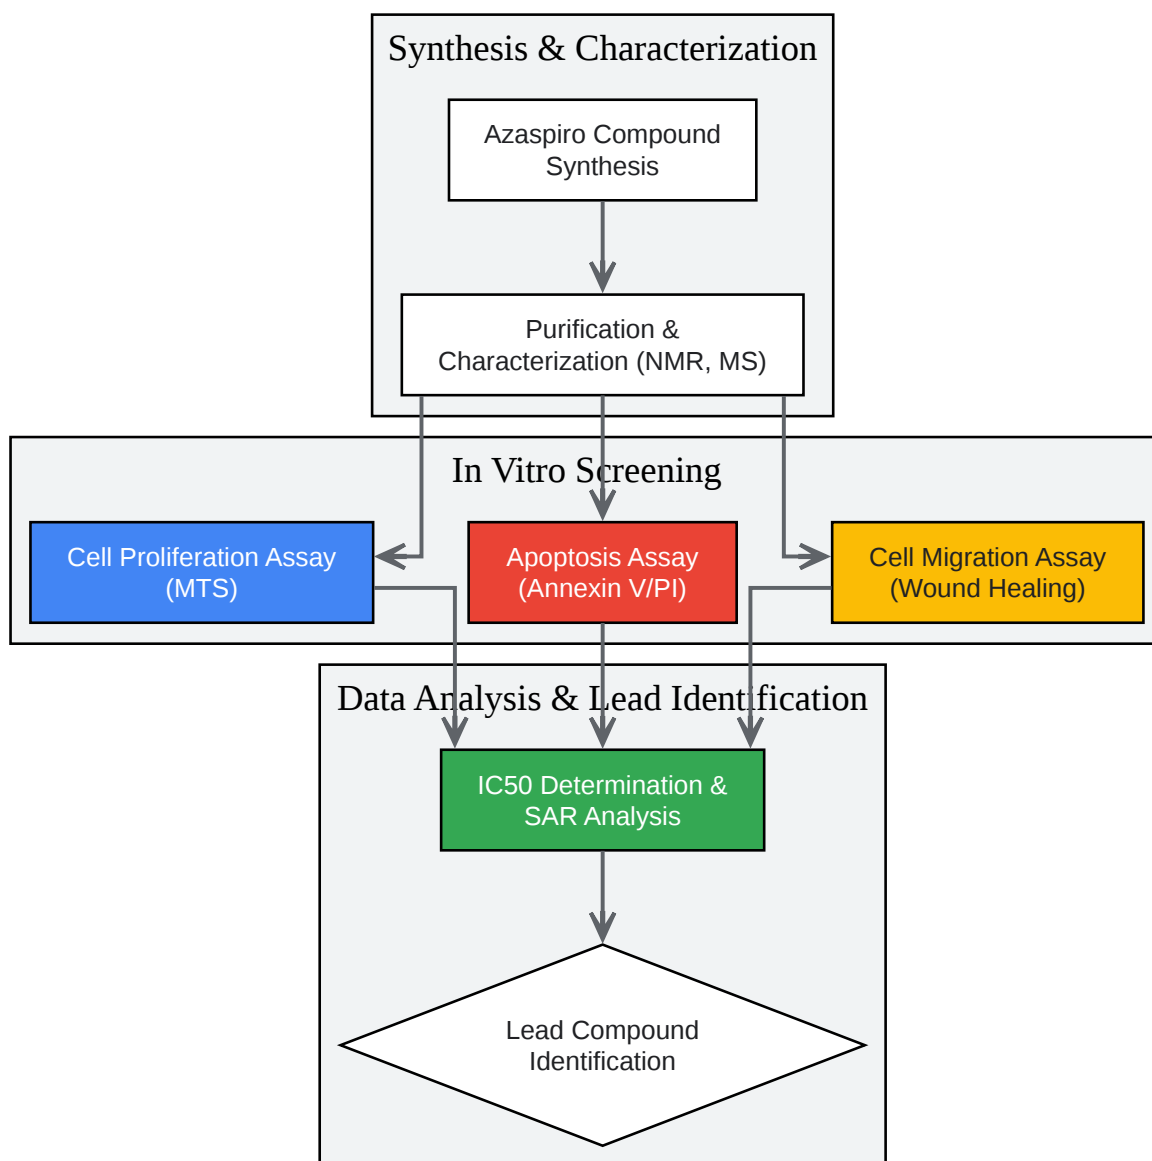 Synthesis & Characterization
Azaspiro Compound
Synthesis
Purification &
Characterization (NMR, MS)
In Vitro Screening
Cell Proliferation Assay
(MTS)
Apoptosis Assay
(Annexin V/PI)
Cell Migration Assay
(Wound Healing)
Data Analysis & Lead Identification
IC50 Determination &
SAR Analysis
Lead Compound
Identification